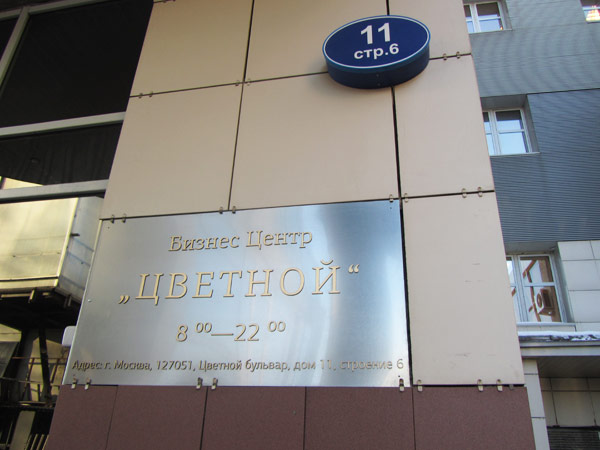 11
стр.6
Бизнес Центр
„ЦВЕТНОЙ“
8 00—22 00
Адрес: г. Москва, 127051, Цветной бульвар, дом 11, строение 6